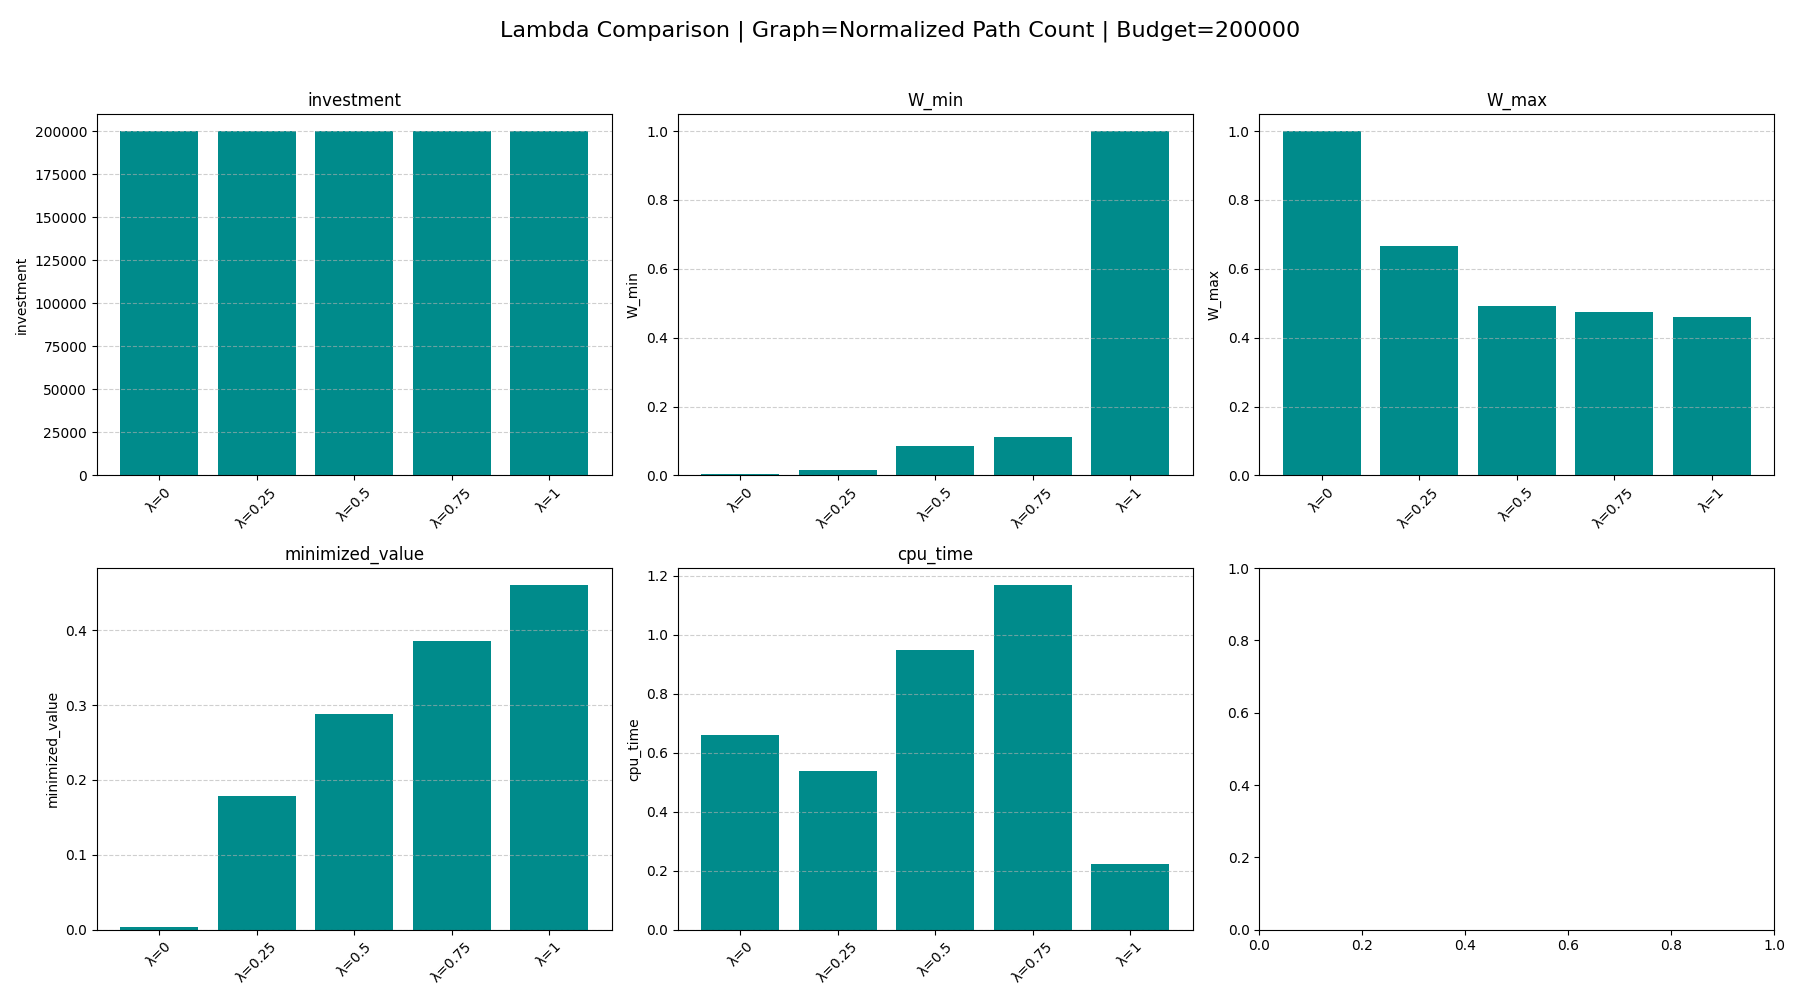 Lambda Comparison | Graph=Normalized Path Count | Budget=200000
investment
investment
200000
175000
150000
125000
100000
75000
50000
25000
0
λ=0
λ=0.25
λ=0.5
λ=0.75
λ=1
W_min
W_min
1.0
0.8
0.6
0.4
0.2
0.0
λ=0
λ=0.25
λ=0.5
λ=0.75
λ=1
W_max
W_max
1.0
0.8
0.6
0.4
0.2
0.0
λ=0
λ=0.25
λ=0.5
λ=0.75
λ=1
minimized_value
minimized_value
0.4
0.3
0.2
0.1
0.0
λ=0
λ=0.25
λ=0.5
λ=0.75
λ=1
cpu_time
cpu_time
1.2
1.0
0.8
0.6
0.4
0.2
0.0
λ=0
λ=0.25
λ=0.5
λ=0.75
λ=1
1.0
0.8
0.6
0.4
0.2
0.0
0.0 0.2 0.4 0.6 0.8 1.0